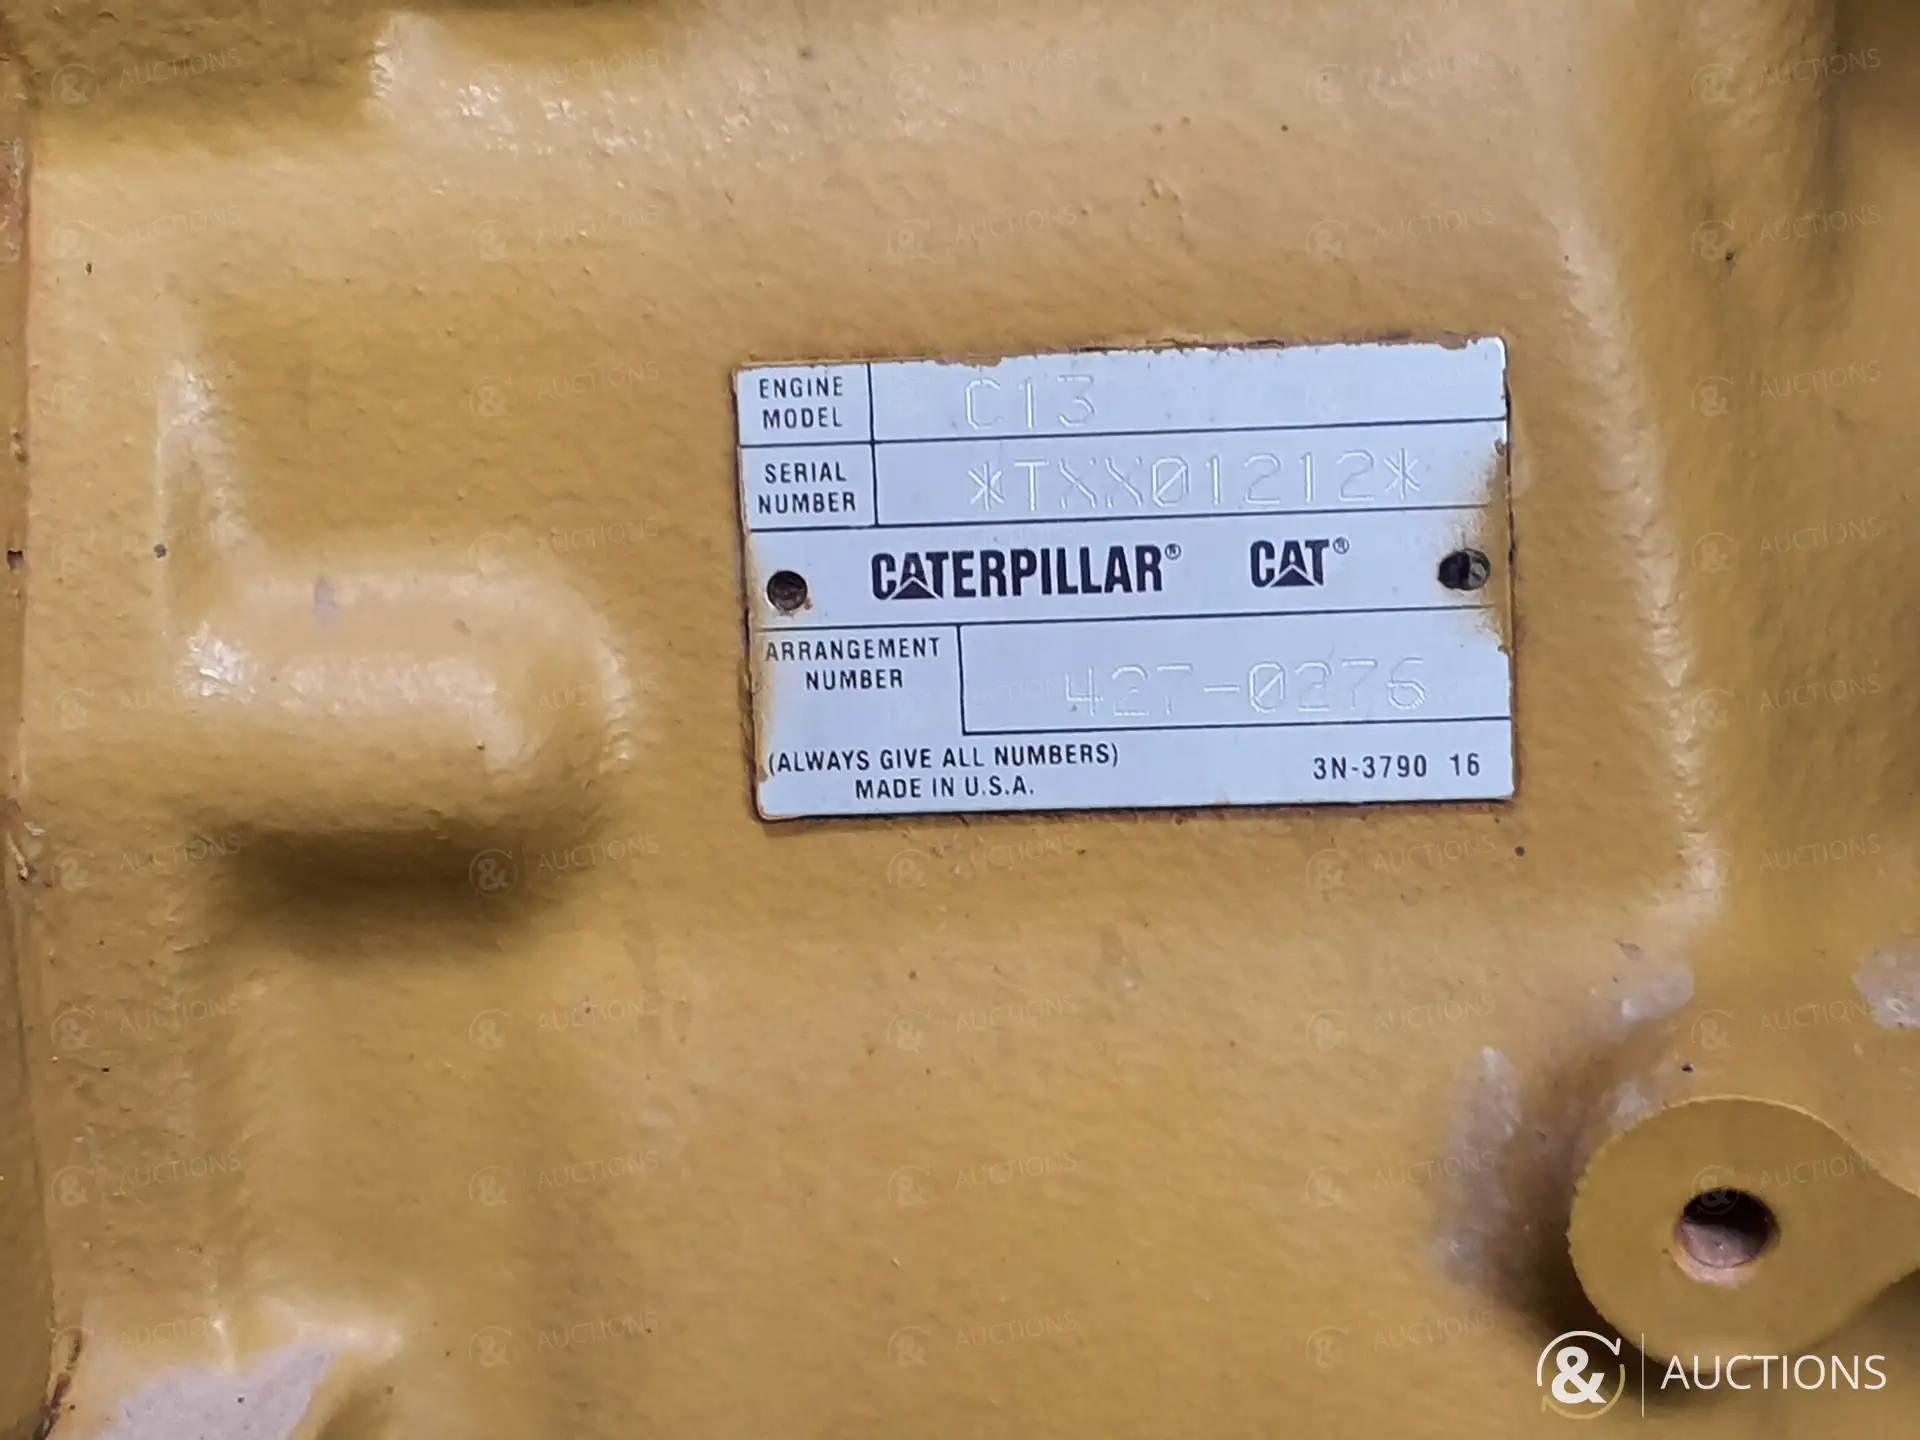 ENGINE MODEL C13
SERIAL NUMBER *TXX01212*
CATERPILLAR® CAT®
ARRANGEMENT NUMBER 427-0276
(ALWAYS GIVE ALL NUMBERS) 3N-3790 16
MADE IN U.S.A.
& AUCTIONS